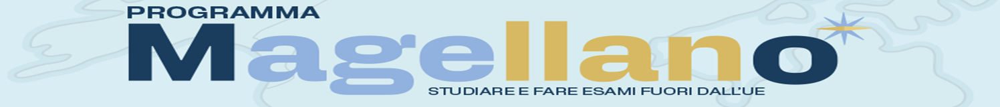 PROGRAMMA
Magellano
STUDIARE E FARE ESAMI FUORI DALL'UE